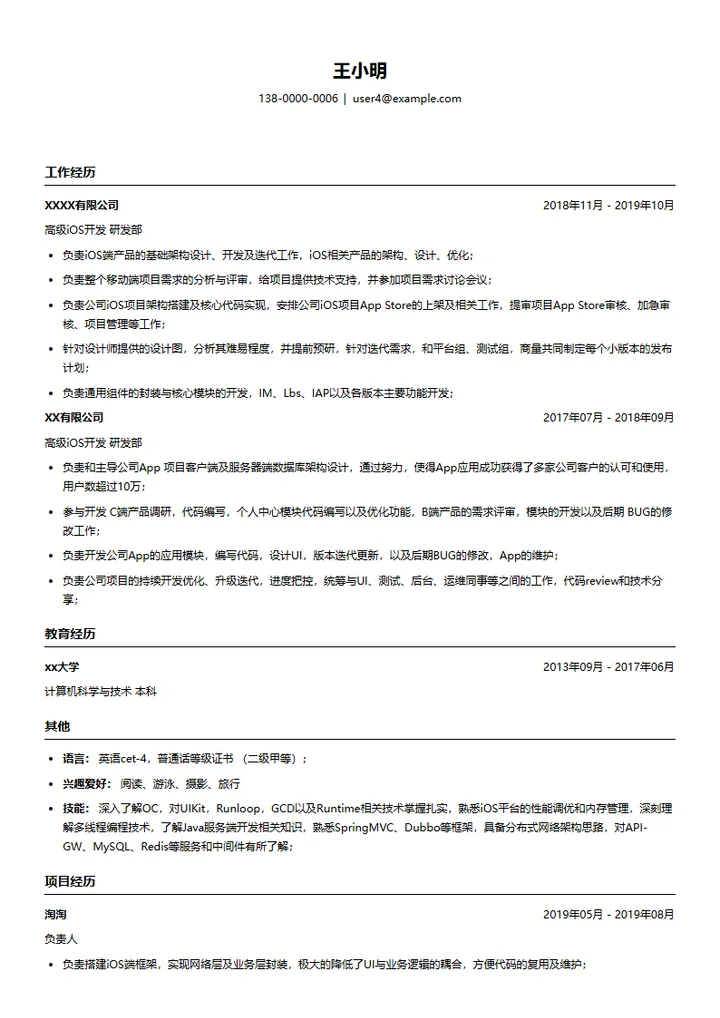 王小明
138-0000-0006 | user4@example.com
工作经历
XXXX有限公司 2018年11月 - 2019年10月
高级iOS开发 研发部
• 负责iOS端产品的基础架构设计、开发及迭代工作，iOS相关产品的架构、设计、优化；
• 负责整个移动端项目需求的分析与评审，给项目提供技术支持，并参加项目需求讨论会议；
• 负责公司iOS项目架构搭建及核心代码实现，安排公司iOS项目App Store的上架及相关工作，提审项目App Store审核、加急审
核、项目管理等工作；
• 针对设计师提供的设计图，分析其难易程度，并提前预研，针对迭代需求，和平台组、测试组，商量共同制定每个小版本的发布
计划；
• 负责通用组件的封装与核心模块的开发，IM、Lbs、IAP以及各版本主要功能开发；
XX有限公司 2017年07月 - 2018年09月
高级iOS开发 研发部
• 负责和主导公司App 项目客户端及服务器端数据库架构设计，通过努力，使得App应用成功获得了多家公司客户的认可和使用，
用户数超过10万；
• 参与开发 C端产品调研，代码编写，个人中心模块代码编写以及优化功能，B端产品的需求评审，模块的开发以及后期 BUG的修
改工作；
• 负责开发公司App的应用模块，编写代码，设计UI，版本迭代更新，以及后期BUG的修改，App的维护；
• 负责公司项目的持续开发优化、升级迭代，进度把控，统筹与UI、测试、后台、运维同事等之间的工作，代码review和技术分
享；
教育经历
xx大学 2013年09月 - 2017年06月
计算机科学与技术 本科
其他
• 语言： 英语cet-4，普通话等级证书 （二级甲等）；
• 兴趣爱好： 阅读、游泳、摄影、旅行
• 技能： 深入了解OC，对UIKit，Runloop，GCD以及Runtime相关技术掌握扎实，熟悉iOS平台的性能调优和内存管理，深刻理
解多线程编程技术，了解Java服务端开发相关知识，熟悉SpringMVC、Dubbo等框架，具备分布式网络架构思路，对API-
GW、MySQL、Redis等服务和中间件有所了解；
项目经历
淘淘 2019年05月 - 2019年08月
负责人
• 负责搭建iOS端框架，实现网络层及业务层封装，极大的降低了UI与业务逻辑的耦合，方便代码的复用及维护；